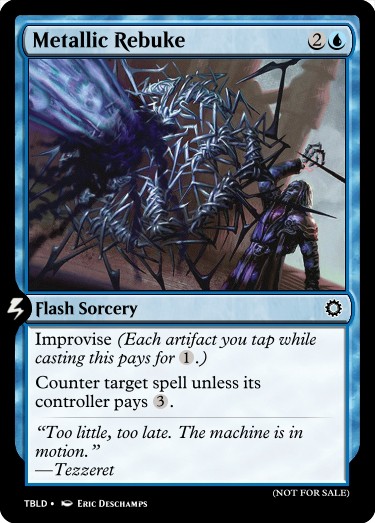 Metallic Rebuke 2
Flash Sorcery
Improvise (Each artifact you tap while
casting this pays for 1.)
Counter target spell unless its
controller pays 3.
“Too little, too late. The machine is in
motion.”
—Tezzeret
TBLD • Eric Deschamps
(NOT FOR SALE)